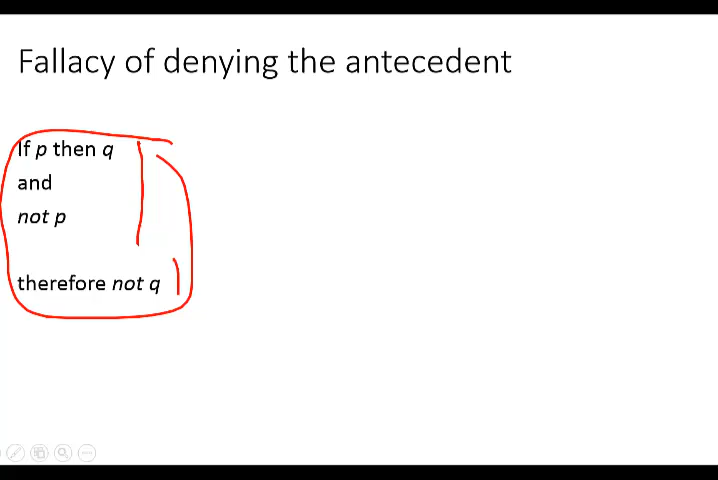 Fallacy of denying the antecedent
If p then q
and
not p
therefore not q